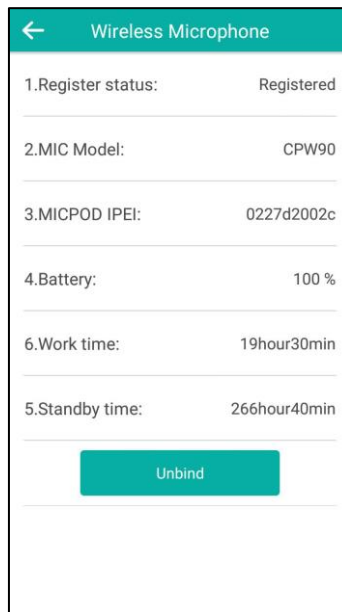 Wireless Microphone
1.Register status: Registered
2.MIC Model: CPW90
3.MICPOD IPEI: 0227d2002c
4.Battery: 100 %
6.Work time: 19hour30min
5.Standby time: 266hour40min
Unbind